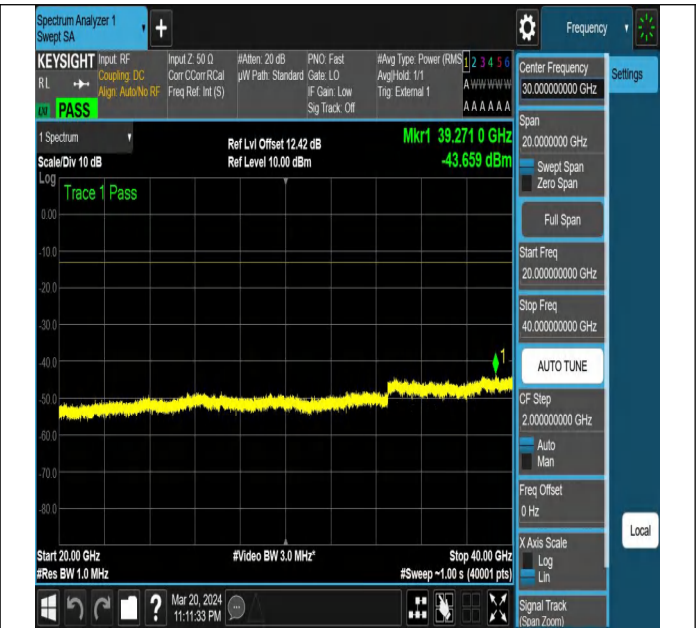 Spectrum Analyzer 1
Swept SA
+
Frequency
KEYSIGHT
RL
PASS
Input: RF
Coupling: DC
Align: Auto/No RF
Input Z: 50 Ω
Corr CCorr RCal
Freq Ref: Int (S)
#Atten: 20 dB
µW Path: Standard
PNO: Fast
Gate: LO
IF Gain: Low
Sig Track: Off
#Avg Type: Power (RMS
Avg|Hold: 1/1
Trig: External 1
1 2 3 4 5 6
A W W W W W
A A A A A A
Settings
Center Frequency
30.000000000 GHz
Span
20.0000000 GHz
Swept Span
Zero Span
Full Span
Start Freq
20.000000000 GHz
Stop Freq
40.000000000 GHz
AUTO TUNE
CF Step
2.000000000 GHz
Auto
Man
Freq Offset
0 Hz
X Axis Scale
Log
Lin
Signal Track
(Span Zoom)
Local
1 Spectrum
Scale/Div 10 dB
Ref Lvl Offset 12.42 dB
Ref Level 10.00 dBm
Mkr1 39.271 0 GHz
-43.659 dBm
Log
Trace 1 Pass
0.00
-10.0
-20.0
-30.0
-40.0
-50.0
-60.0
-70.0
-80.0
1
Start 20.00 GHz
#Res BW 1.0 MHz
#Video BW 3.0 MHz*
Stop 40.00 GHz
#Sweep ~1.00 s (40001 pts)
?
Mar 20, 2024
11:11:33 PM